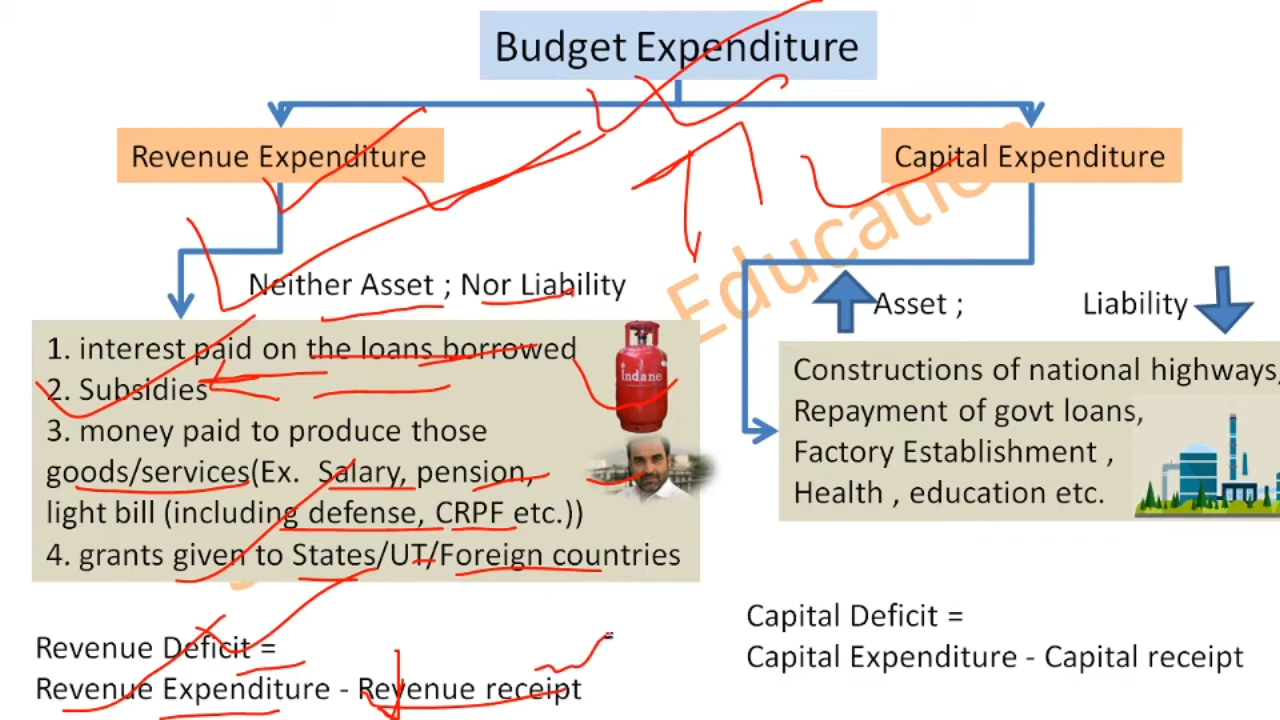 Budget Expenditure
Revenue Expenditure
Capital Expenditure
Education
Neither Asset ; Nor Liability
1. interest paid on the loans borrowed
2. Subsidies
3. money paid to produce those
goods/services(Ex. Salary, pension,
light bill (including defense, CRPF etc.))
4. grants given to States/UT/Foreign countries
Indane
Revenue Deficit =
Revenue Expenditure - Revenue receipt
Asset ;
Liability
Constructions of national highways,
Repayment of govt loans,
Factory Establishment ,
Health , education etc.
Capital Deficit =
Capital Expenditure - Capital receipt